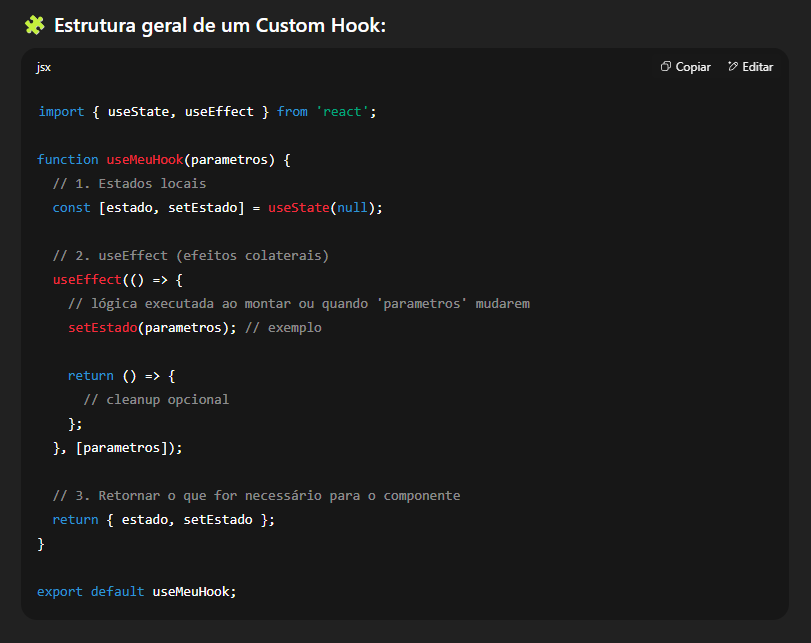 🧩 Estrutura geral de um Custom Hook:
jsx
Copiar
Editar
import { useState, useEffect } from 'react';
function useMeuHook(parametros) {
  // 1. Estados locais
  const [estado, setEstado] = useState(null);
  // 2. useEffect (efeitos colaterais)
  useEffect(() => {
    // lógica executada ao montar ou quando 'parametros' mudarem
    setEstado(parametros); // exemplo
    return () => {
      // cleanup opcional
    };
  }, [parametros]);
  // 3. Retornar o que for necessário para o componente
  return { estado, setEstado };
}
export default useMeuHook;